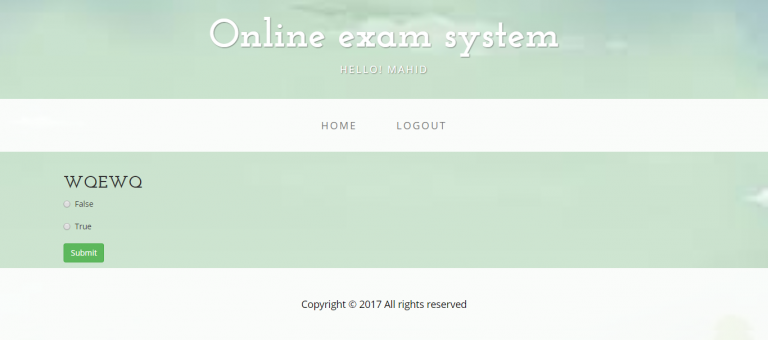 Online exam system
HELLO! MAHID
HOME LOGOUT
WQEWQ
False
True
Submit
Copyright © 2017 All rights reserved